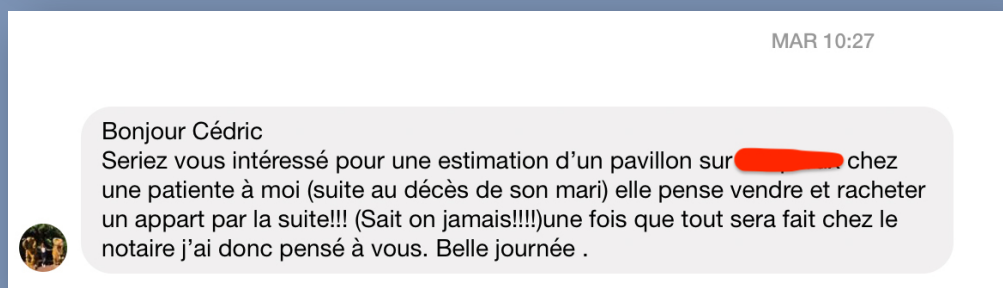 MAR 10:27
Bonjour Cédric
Seriez vous intéressé pour une estimation d’un pavillon sur chez
une patiente à moi (suite au décès de son mari) elle pense vendre et racheter
un appart par la suite!!! (Sait on jamais!!!!)une fois que tout sera fait chez le
notaire j’ai donc pensé à vous. Belle journée .